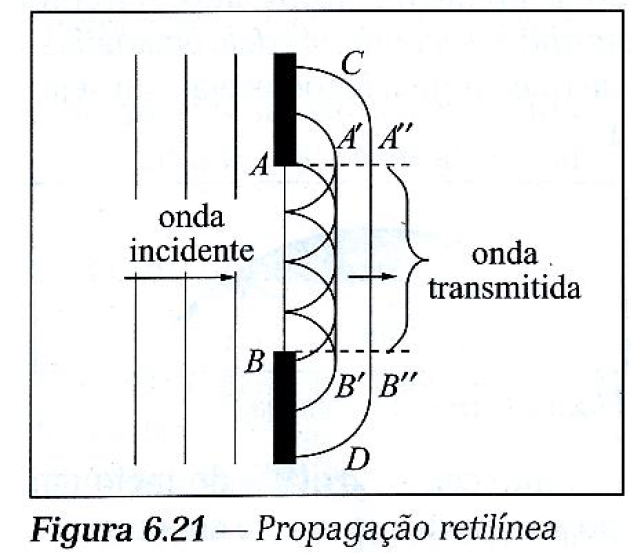 C
A' A"
A
onda
incidente
onda
transmitida
B
B' B"
D
Figura 6.21 — Propagação retilínea